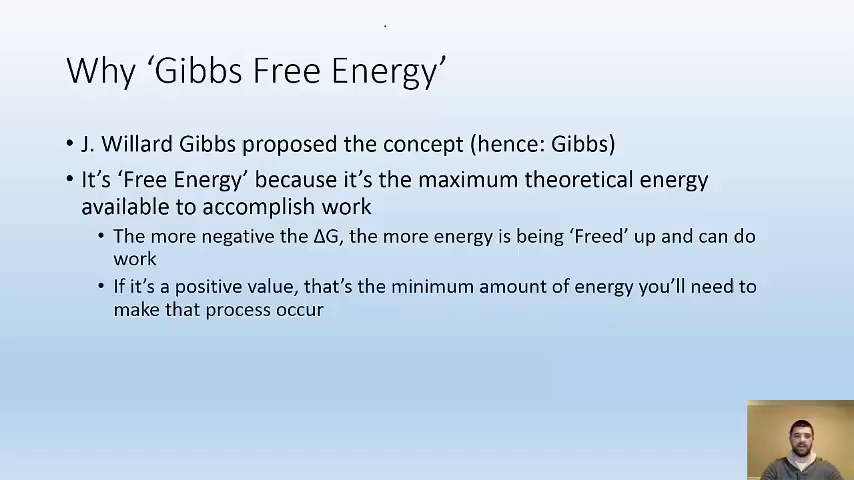 Why ‘Gibbs Free Energy’
• J. Willard Gibbs proposed the concept (hence: Gibbs)
• It’s ‘Free Energy’ because it’s the maximum theoretical energy
available to accomplish work
• The more negative the ΔG, the more energy is being ‘Freed’ up and can do
work
• If it’s a positive value, that’s the minimum amount of energy you’ll need to
make that process occur